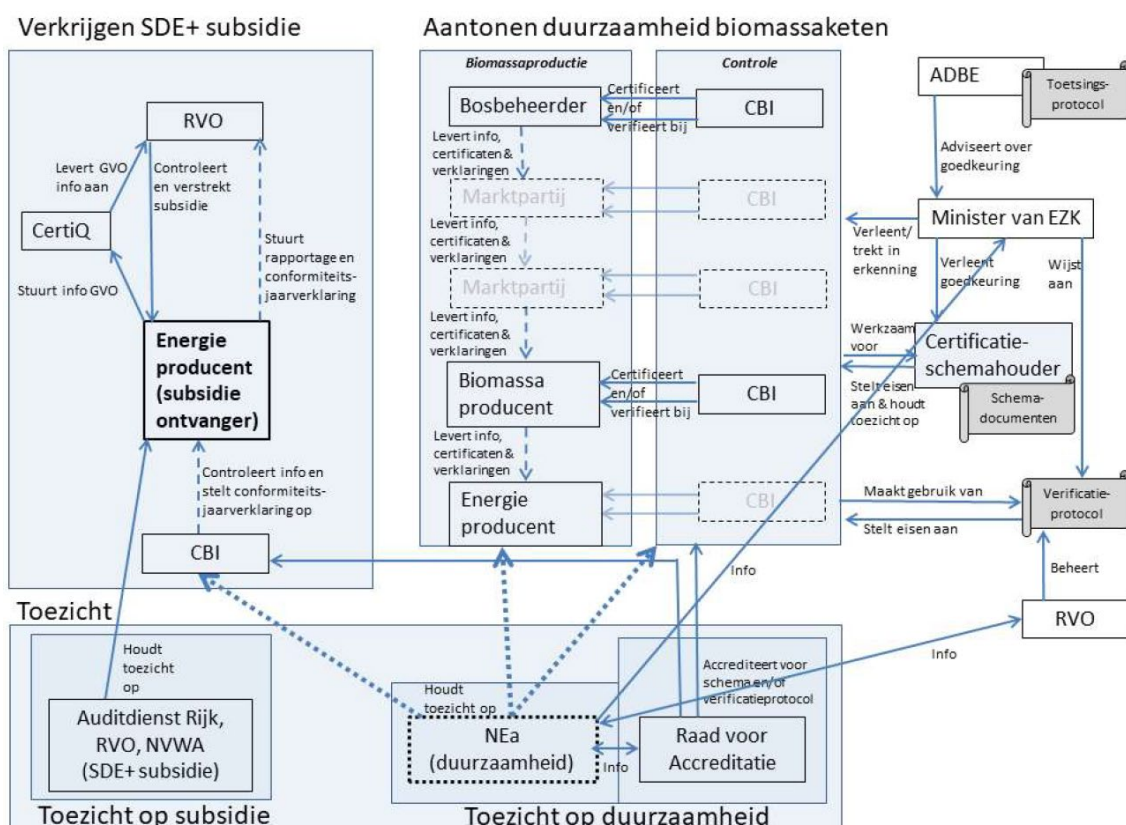 Verkrijgen SDE+ subsidie
RVO
Levert GVO
info aan
Controleert
en verstrekt
subsidie
CertiQ
Stuurt info GVO
Stuurt
rapportage en
conformiteits-
jaarverklaring
Energie
producent
(subsidie
ontvanger)
Controleert info en
stelt conformiteits-
jaarverklaring op
CBI
Aantonen duurzaamheid biomassaketen
Biomassaproductie
Controle
Bosbeheerder
Certificeert
en/of
verifieert bij
CBI
Levert info,
certificaten &
verklaringen
Marktpartij
CBI
Levert info,
certificaten &
verklaringen
Marktpartij
CBI
Levert info,
certificaten &
verklaringen
Biomassa
producent
Certificeert
en/of
verifieert bij
CBI
Levert info,
certificaten &
verklaringen
Energie
producent
CBI
ADBE
Toetsings-
protocol
Adviseert over
goedkeuring
Minister van EZK
Verleent/
trekt in
erkenning
Verleent
goedkeuring
Wijst
aan
Werkzaam
voor
Certificatie-
schemahouder
Stelt eisen
aan & houdt
toezicht op
Schema-
documenten
Maakt gebruik van
Verificatie-
protocol
Stelt eisen aan
Info
Beheert
RVO
Info
Toezicht
Houdt
toezicht
op
Auditdienst Rijk,
RVO, NVWA
(SDE+ subsidie)
Toezicht op subsidie
Houdt
toezicht op
NEa
(duurzaamheid)
Info
Accrediteert voor
schema en/of
verificatieprotocol
Raad voor
Accreditatie
Toezicht op duurzaamheid